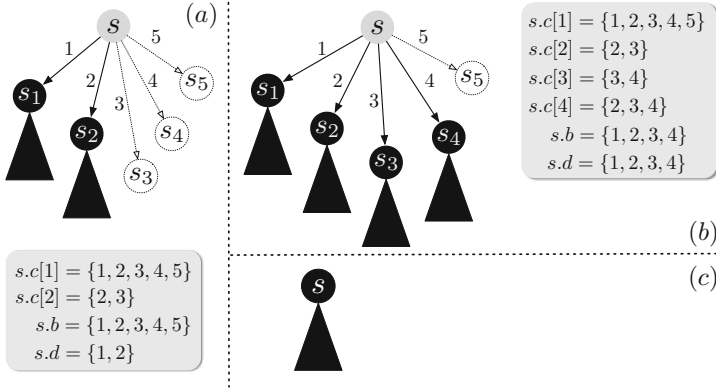 (a)
s
1
2
3
4
5
s₁
s₂
s₃
s₄
s₅
s.c[1] = {1, 2, 3, 4, 5}
s.c[2] = {2, 3}
s.b = {1, 2, 3, 4, 5}
s.d = {1, 2}
s
1
2
3
4
5
s₁
s₂
s₃
s₄
s₅
s.c[1] = {1, 2, 3, 4, 5}
s.c[2] = {2, 3}
s.c[3] = {3, 4}
s.c[4] = {2, 3, 4}
s.b = {1, 2, 3, 4}
s.d = {1, 2, 3, 4}
(b)
(c)
s